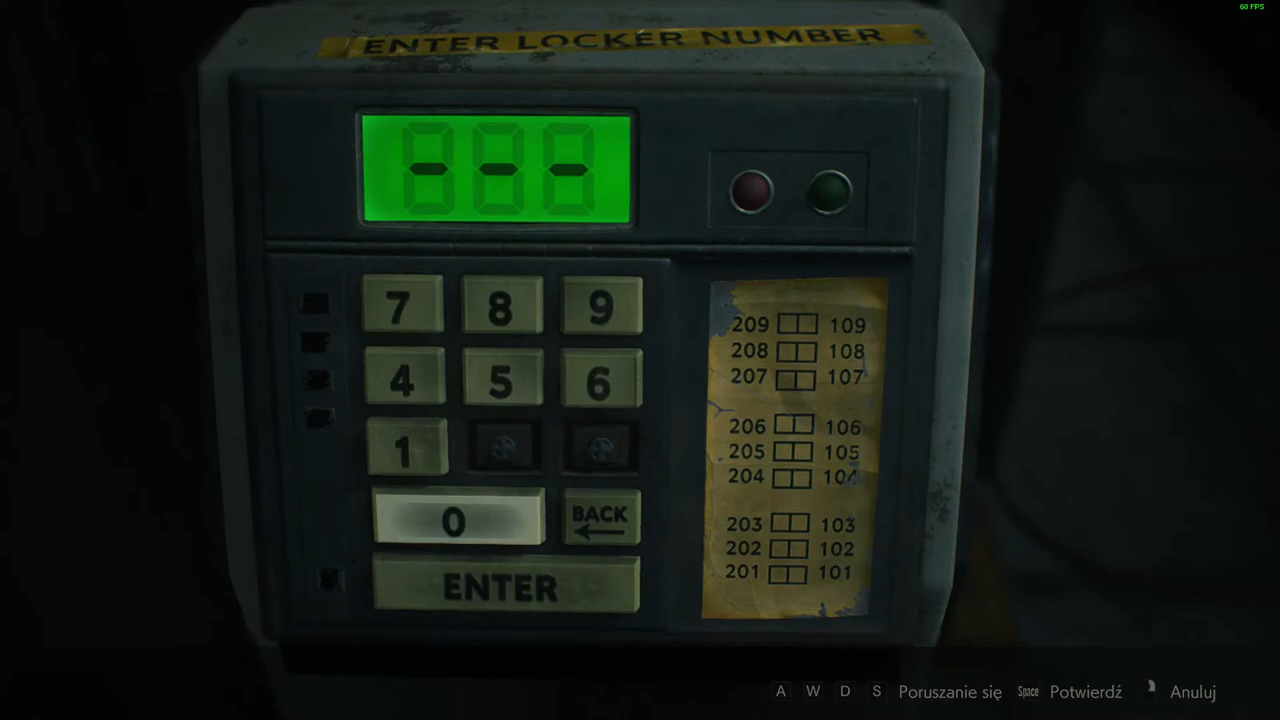 60 FPS
ENTER LOCKER NUMBER
- - -
7 8 9
4 5 6
1
0 BACK
ENTER
209 109
208 108
207 107
206 106
205 105
204 104
203 103
202 102
201 101
A W D S Poruszanie się Space Potwierdź Anuluj